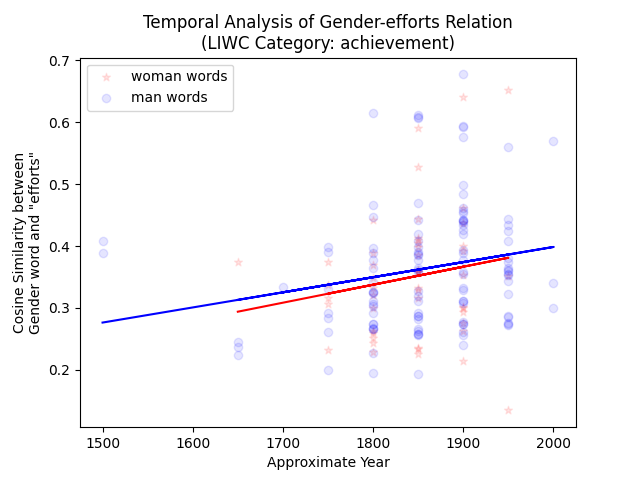 Temporal Analysis of Gender-efforts Relation
(LIWC Category: achievement)
woman words
man words
0.7
0.6
0.5
0.4
0.3
0.2
Cosine Similarity between
Gender word and "efforts"
1500 1600 1700 1800 1900 2000
Approximate Year